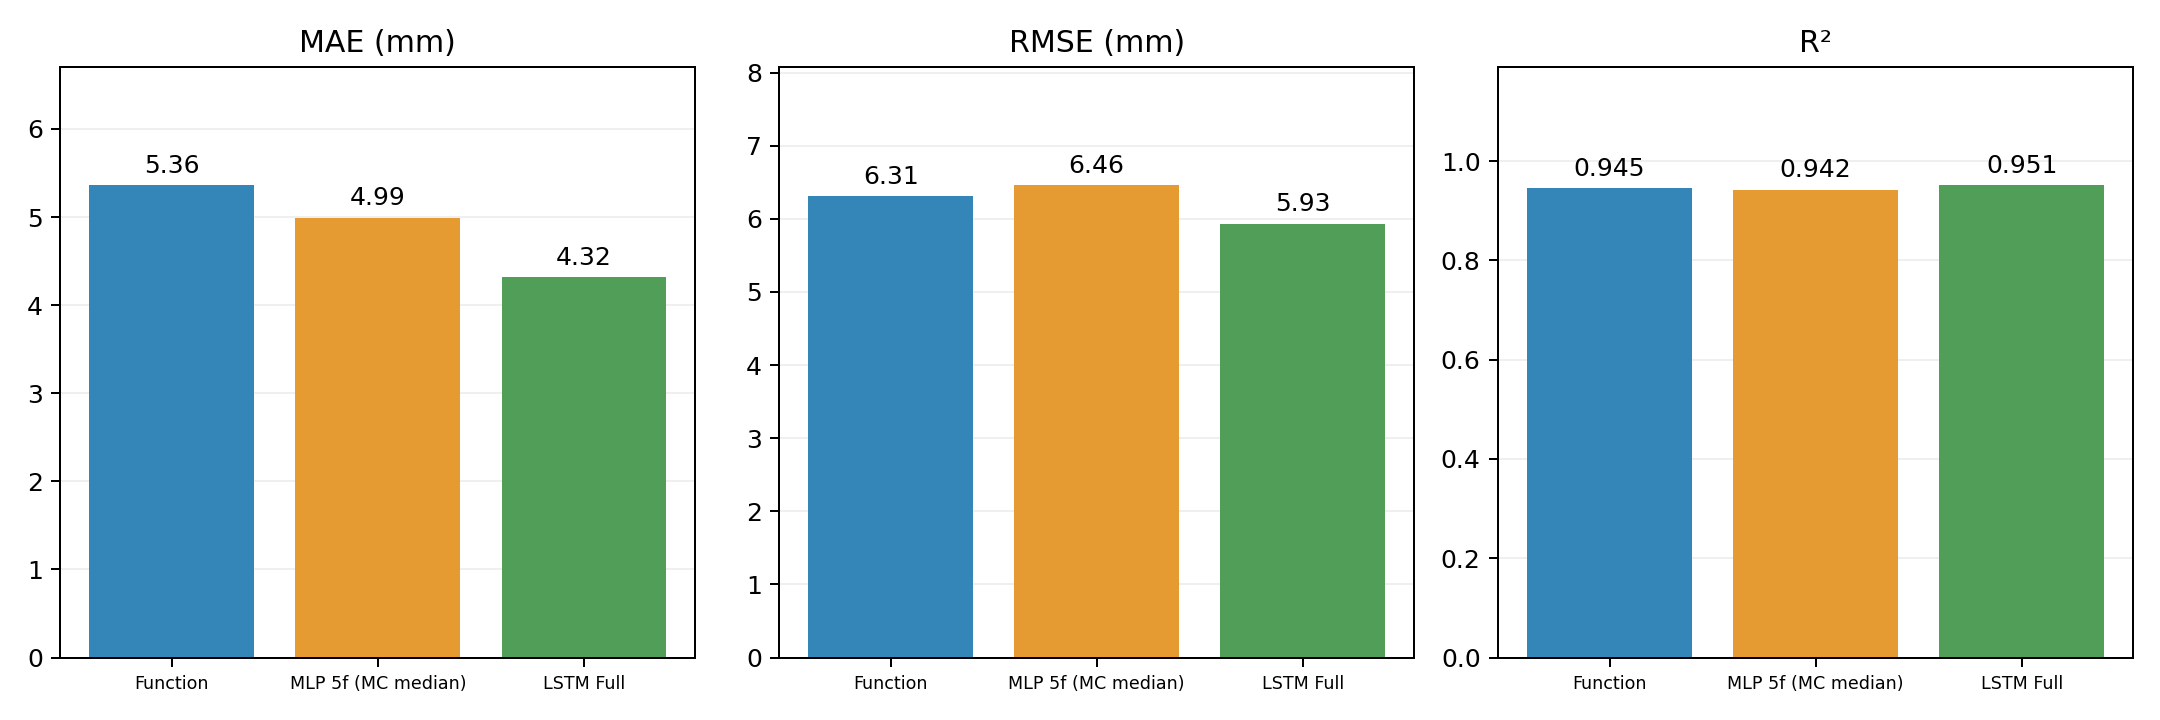 MAE (mm)
6
5
4
3
2
1
0
5.36
4.99
4.32
Function
MLP 5f (MC median)
LSTM Full
RMSE (mm)
8
7
6
5
4
3
2
1
0
6.31
6.46
5.93
Function
MLP 5f (MC median)
LSTM Full
R²
1.0
0.8
0.6
0.4
0.2
0.0
0.945
0.942
0.951
Function
MLP 5f (MC median)
LSTM Full